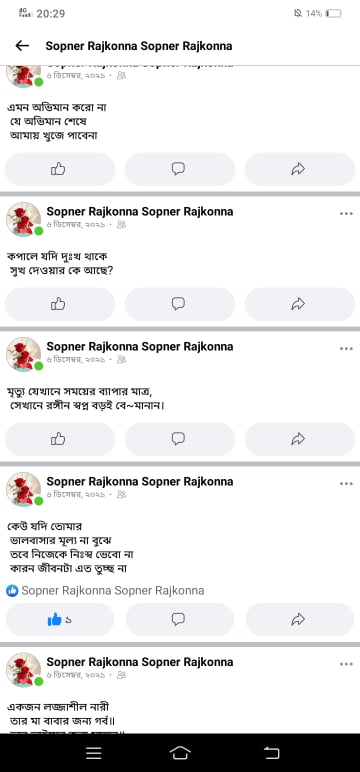 4G
20:29
14%
Sopner Rajkonna Sopner Rajkonna
Sopner Rajkonna Sopner Rajkonna
৬ ডিসেম্বর, ২০২১ ·
এমন অভিমান করো না
যে অভিমান শেষে
আমায় খুজে পাবেনা
Sopner Rajkonna Sopner Rajkonna
৬ ডিসেম্বর, ২০২১ ·
কপালে যদি দুঃখ থাকে
সুখ দেওয়ার কে আছে?
Sopner Rajkonna Sopner Rajkonna
৬ ডিসেম্বর, ২০২১ ·
মৃত্যু যেখানে সময়ের ব্যাপার মাত্র,
সেখানে রঙ্গীন স্বপ্ন বড়ই বে~মানান।
Sopner Rajkonna Sopner Rajkonna
৬ ডিসেম্বর, ২০২১ ·
কেউ যদি তোমার
ভালবাসার মূল্য না বুঝে
তবে নিজেকে নিঃস্ব ভেবো না
কারন জীবনটা এত তুচ্ছ না
Sopner Rajkonna Sopner Rajkonna
১
Sopner Rajkonna Sopner Rajkonna
৬ ডিসেম্বর, ২০২১ ·
একজন লজ্জাশীল নারী
তার মা বাবার জন্য গর্ব॥